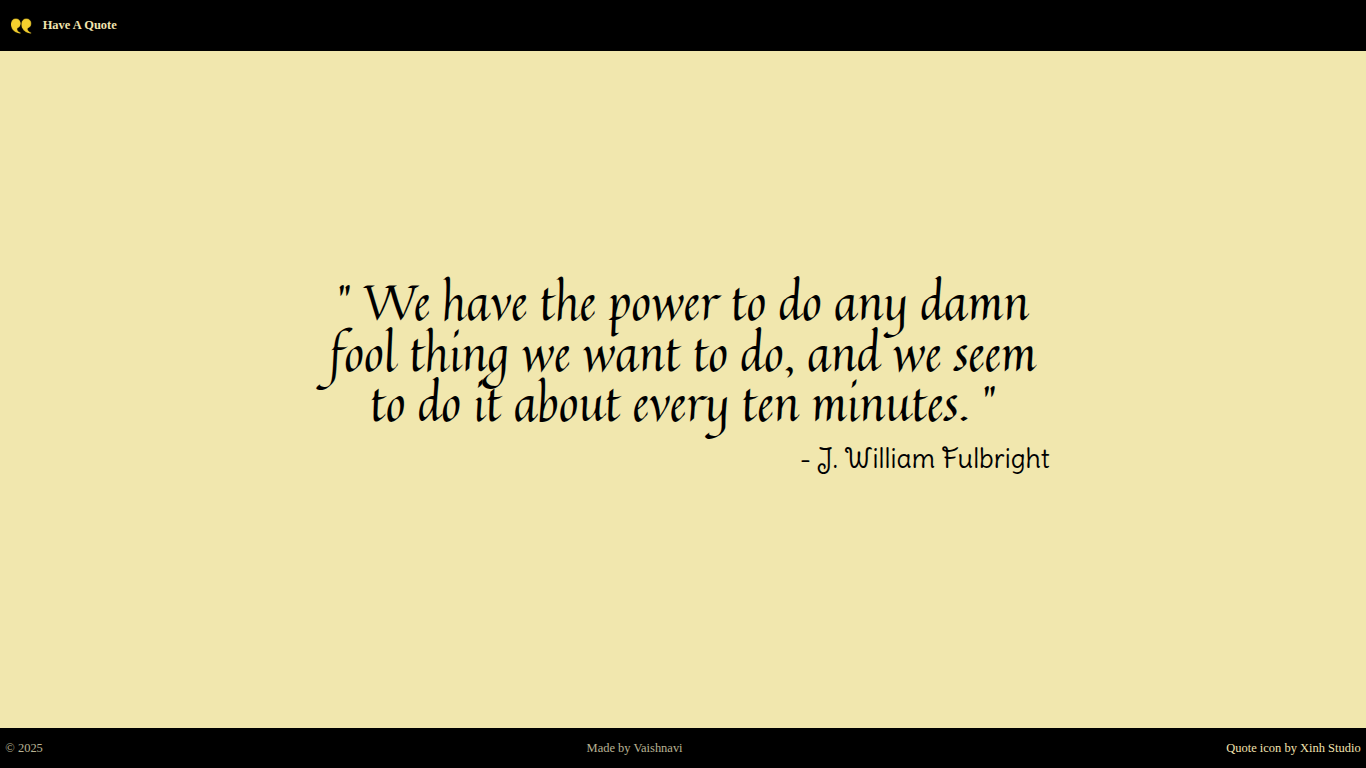 Have A Quote
" We have the power to do any damn
fool thing we want to do, and we seem
to do it about every ten minutes. "
- J. William Fulbright
© 2025
Made by Vaishnavi
Quote icon by Xinh Studio